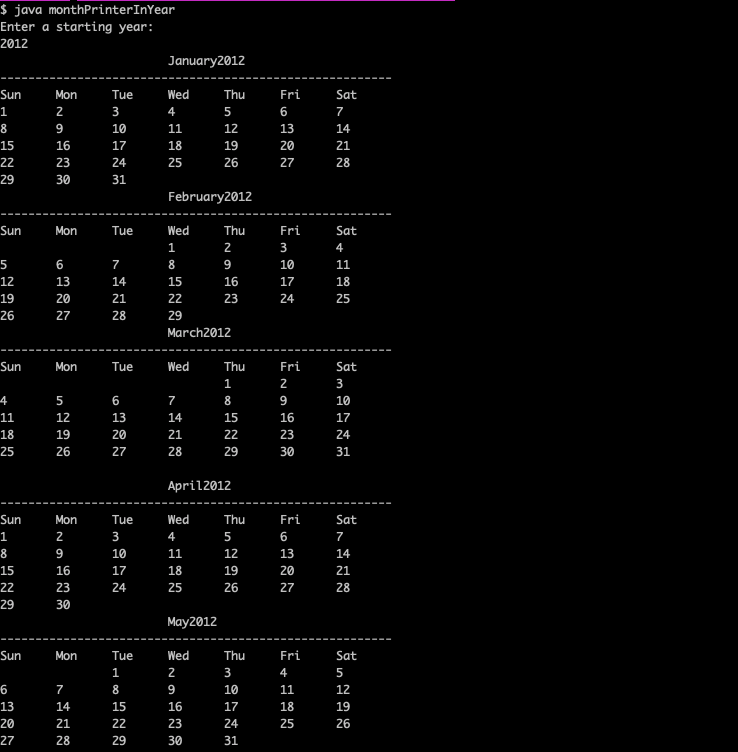 $ java monthPrinterInYear
Enter a starting year:
2012
January2012
--------------------------------------------------------
Sun Mon Tue Wed Thu Fri Sat
1 2 3 4 5 6 7
8 9 10 11 12 13 14
15 16 17 18 19 20 21
22 23 24 25 26 27 28
29 30 31
February2012
--------------------------------------------------------
Sun Mon Tue Wed Thu Fri Sat
1 2 3 4
5 6 7 8 9 10 11
12 13 14 15 16 17 18
19 20 21 22 23 24 25
26 27 28 29
March2012
--------------------------------------------------------
Sun Mon Tue Wed Thu Fri Sat
1 2 3
4 5 6 7 8 9 10
11 12 13 14 15 16 17
18 19 20 21 22 23 24
25 26 27 28 29 30 31
April2012
--------------------------------------------------------
Sun Mon Tue Wed Thu Fri Sat
1 2 3 4 5 6 7
8 9 10 11 12 13 14
15 16 17 18 19 20 21
22 23 24 25 26 27 28
29 30
May2012
--------------------------------------------------------
Sun Mon Tue Wed Thu Fri Sat
1 2 3 4 5
6 7 8 9 10 11 12
13 14 15 16 17 18 19
20 21 22 23 24 25 26
27 28 29 30 31